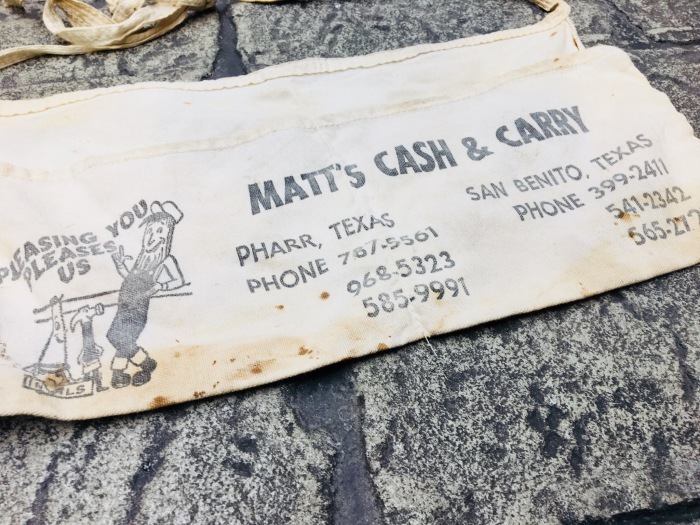 MATT'S CASH & CARRY
PLEASING YOU
PLEASES
US
PHARR, TEXAS
PHONE 787-5561
968-5323
585-9991
SAN BENITO, TEXAS
PHONE 399-2411
541-2342